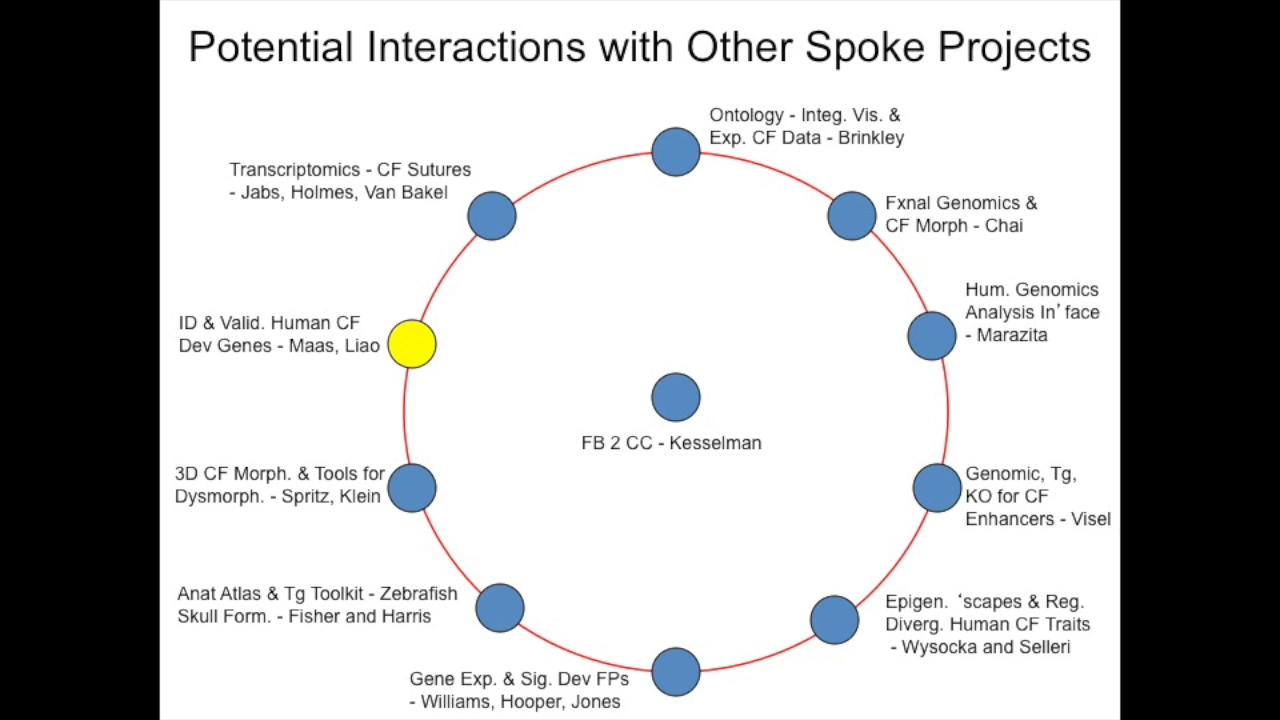 Potential Interactions with Other Spoke Projects
Ontology - Integ. Vis. &
Exp. CF Data - Brinkley
Transcriptomics - CF Sutures
- Jabs, Holmes, Van Bakel
Fxnal Genomics &
CF Morph - Chai
Hum. Genomics
Analysis In’face
- Marazita
ID & Valid. Human CF
Dev Genes - Maas, Liao
FB 2 CC - Kesselman
3D CF Morph. & Tools for
Dysmorph. - Spritz, Klein
Genomic, Tg,
KO for CF
Enhancers - Visel
Anat Atlas & Tg Toolkit - Zebrafish
Skull Form. - Fisher and Harris
Epigen. ‘scapes & Reg.
Diverg. Human CF Traits
- Wysocka and Selleri
Gene Exp. & Sig. Dev FPs
- Williams, Hooper, Jones